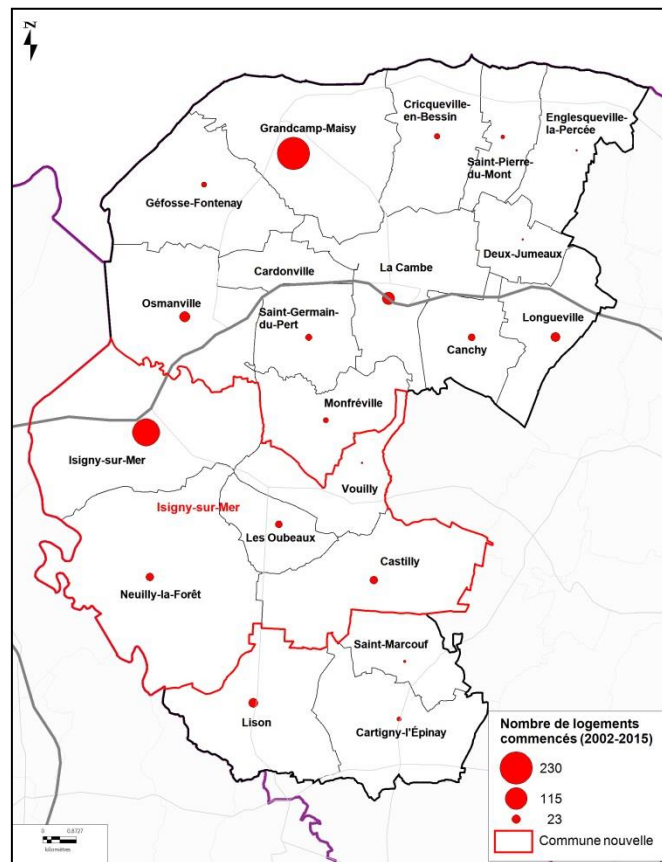 N
Grandcamp-Maisy
Cricqueville-
en-Bessin
Englesqueville-
la-Percée
Saint-Pierre-
du-Mont
Géfosse-Fontenay
Deux-Jumeaux
Cardonville
La Cambe
Osmanville
Saint-Germain-
du-Pert
Longueville
Canchy
Monfréville
Isigny-sur-Mer
Vouilly
Isigny-sur-Mer
Les Oubeaux
Castilly
Neuilly-la-Forêt
Saint-Marcouf
Lison
Cartigny-l'Épinay
Nombre de logements
commencés (2002-2015)
230
115
23
Commune nouvelle
0
kilomètres